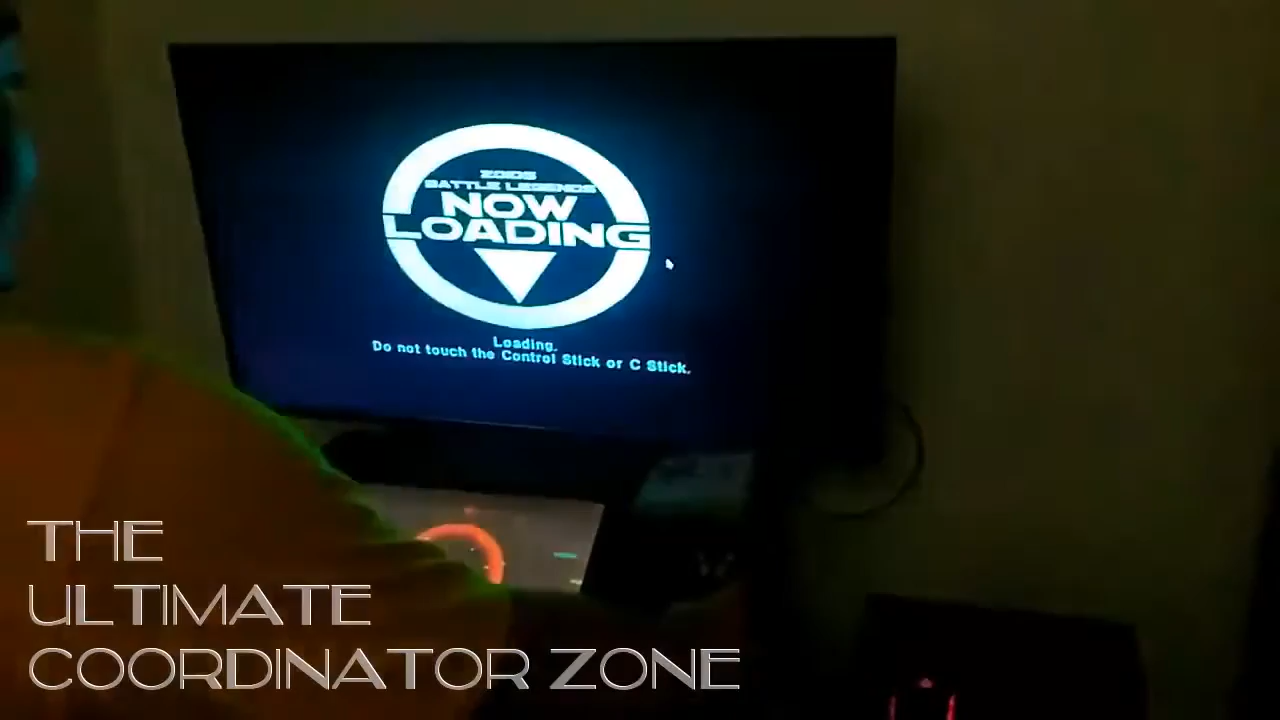 ZOIDS
BATTLE LEGENDS
NOW
LOADING
Loading.
Do not touch the Control Stick or C Stick.
THE
ULTIMATE
COORDINATOR ZONE